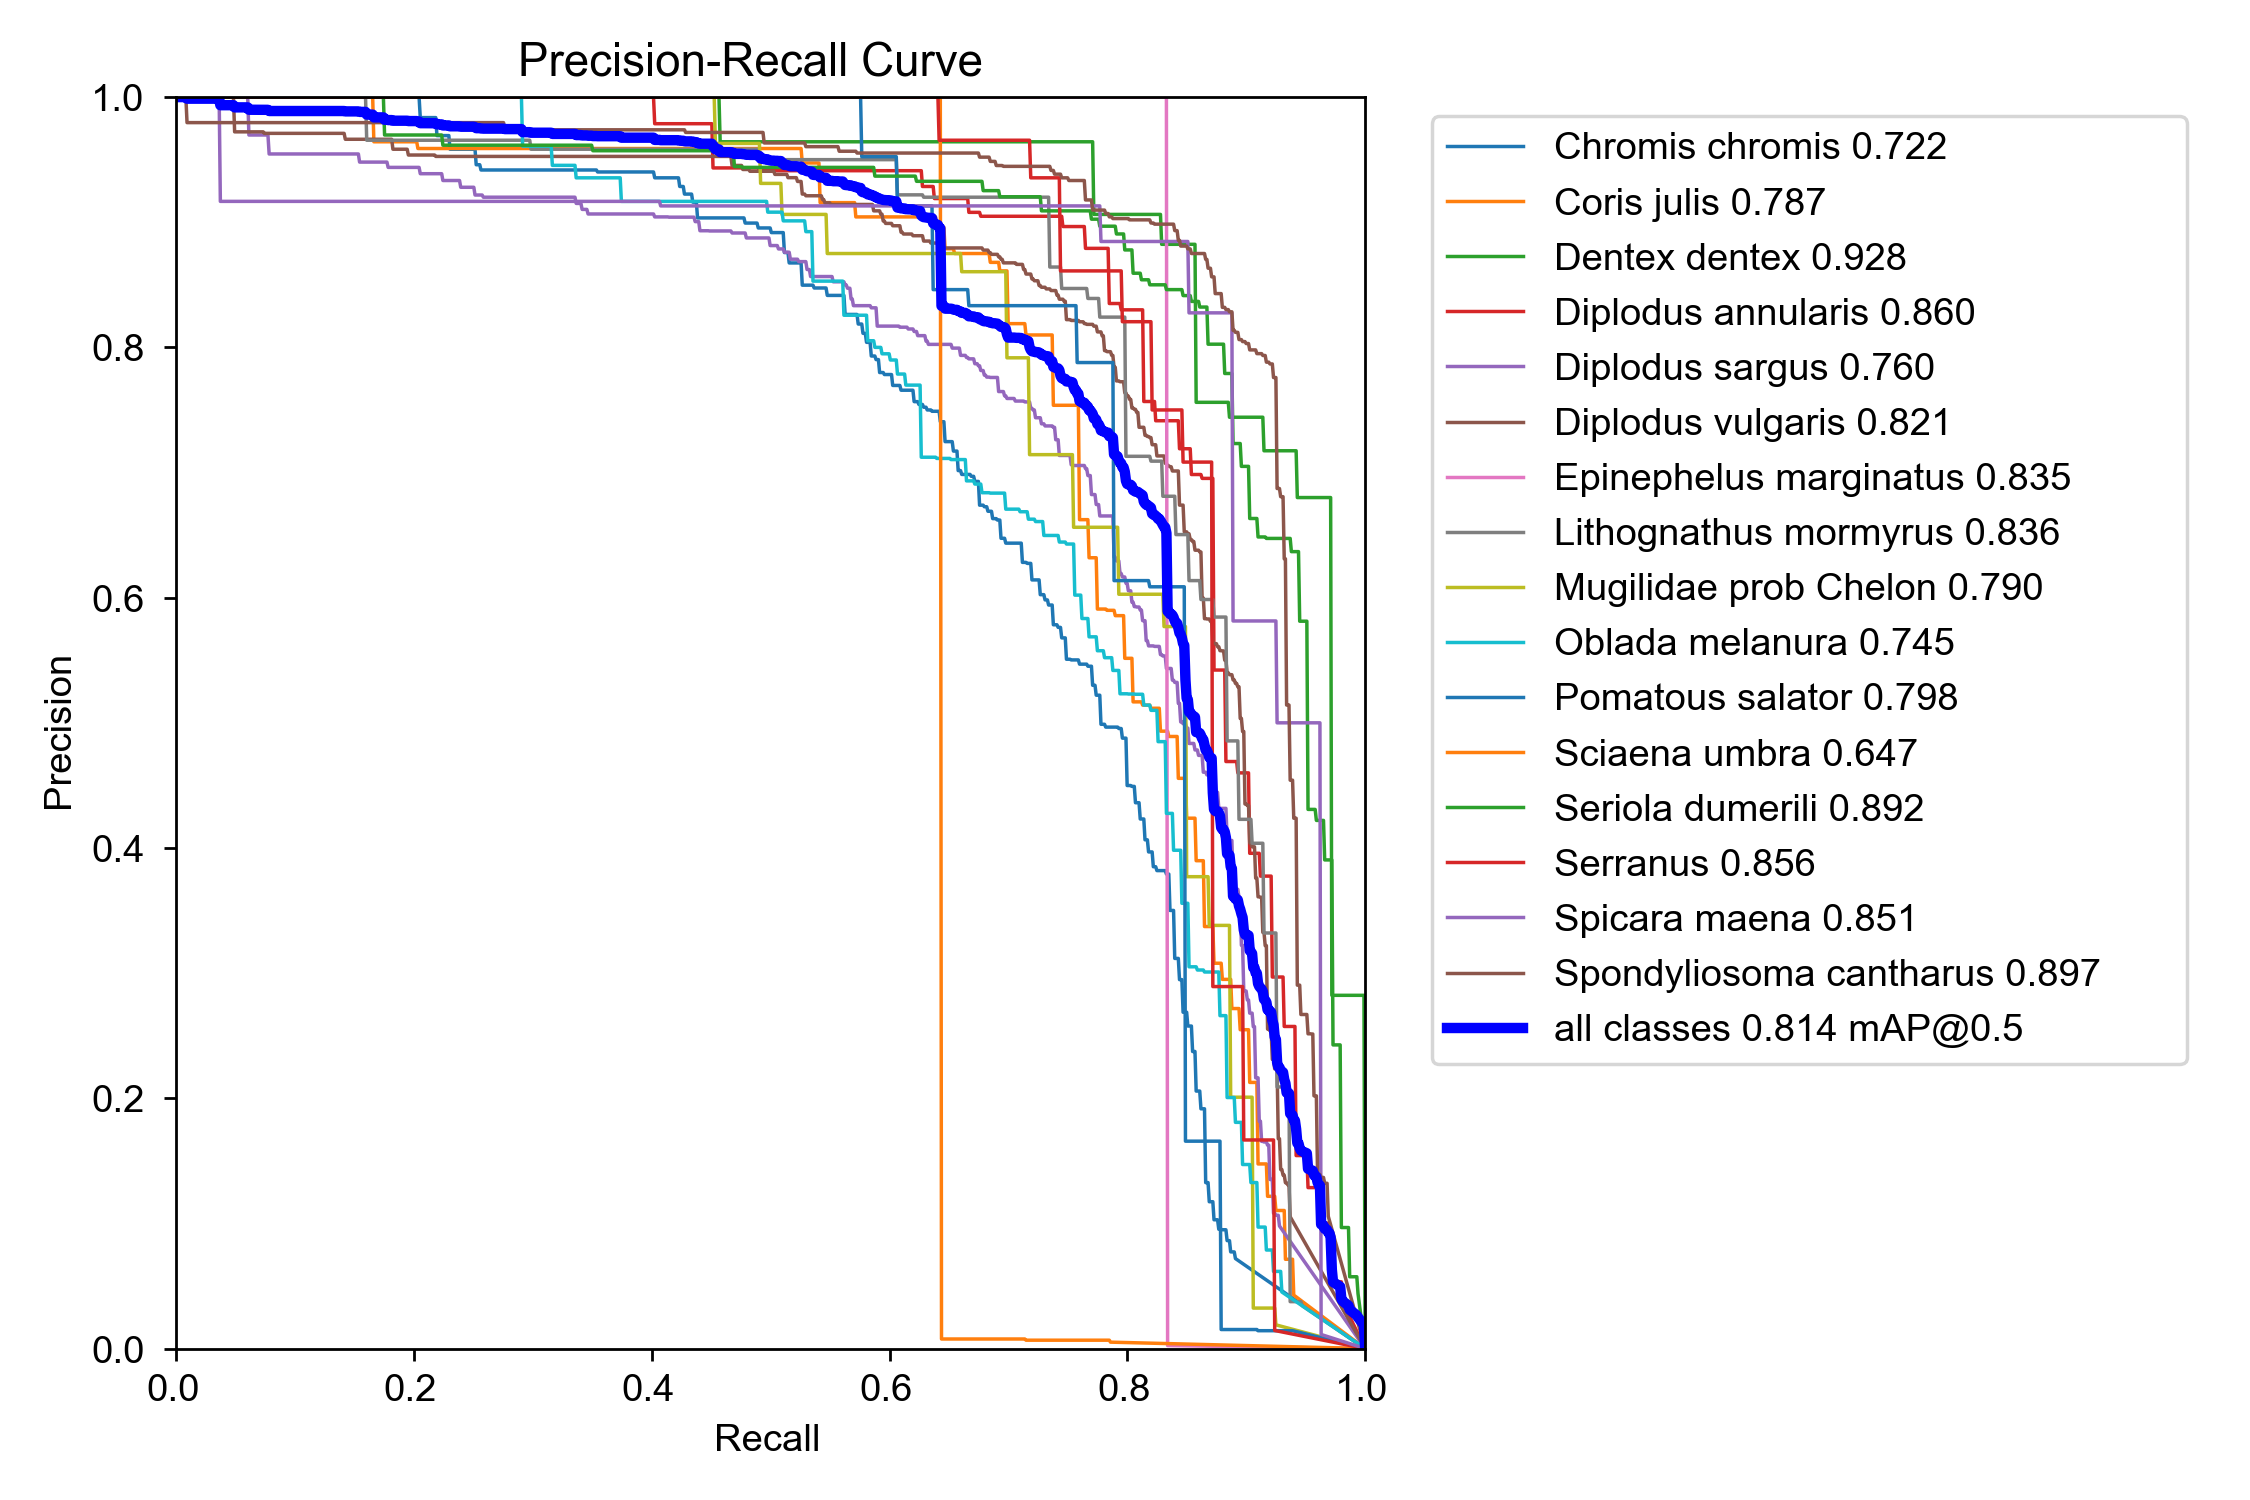 Precision-Recall Curve
1.0
0.8
0.6
0.4
0.2
0.0
Precision
0.0 0.2 0.4 0.6 0.8 1.0
Recall
Chromis chromis 0.722
Coris julis 0.787
Dentex dentex 0.928
Diplodus annularis 0.860
Diplodus sargus 0.760
Diplodus vulgaris 0.821
Epinephelus marginatus 0.835
Lithognathus mormyrus 0.836
Mugilidae prob Chelon 0.790
Oblada melanura 0.745
Pomatous salator 0.798
Sciaena umbra 0.647
Seriola dumerili 0.892
Serranus 0.856
Spicara maena 0.851
Spondyliosoma cantharus 0.897
all classes 0.814 mAP@0.5